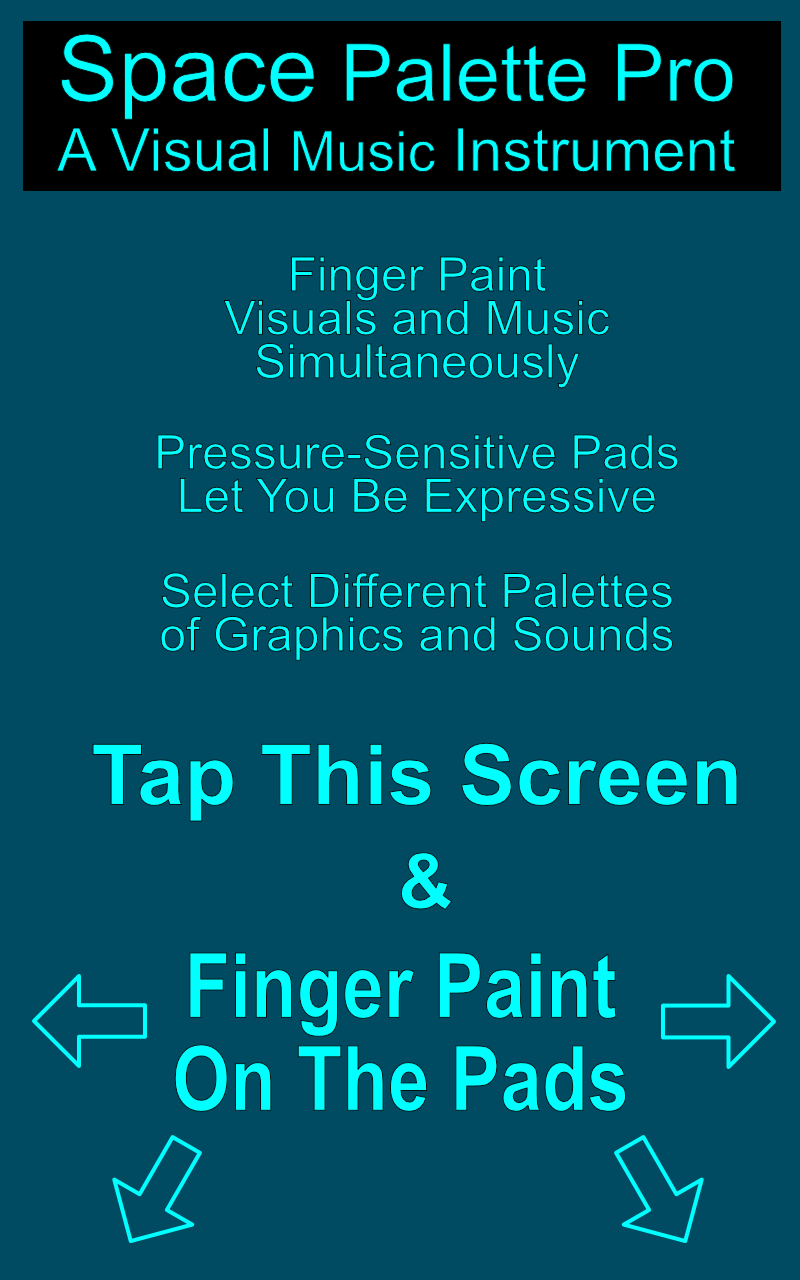 Space Palette Pro
A Visual Music Instrument
Finger Paint
Visuals and Music
Simultaneously
Pressure-Sensitive Pads
Let You Be Expressive
Select Different Palettes
of Graphics and Sounds
Tap This Screen
&
Finger Paint
On The Pads